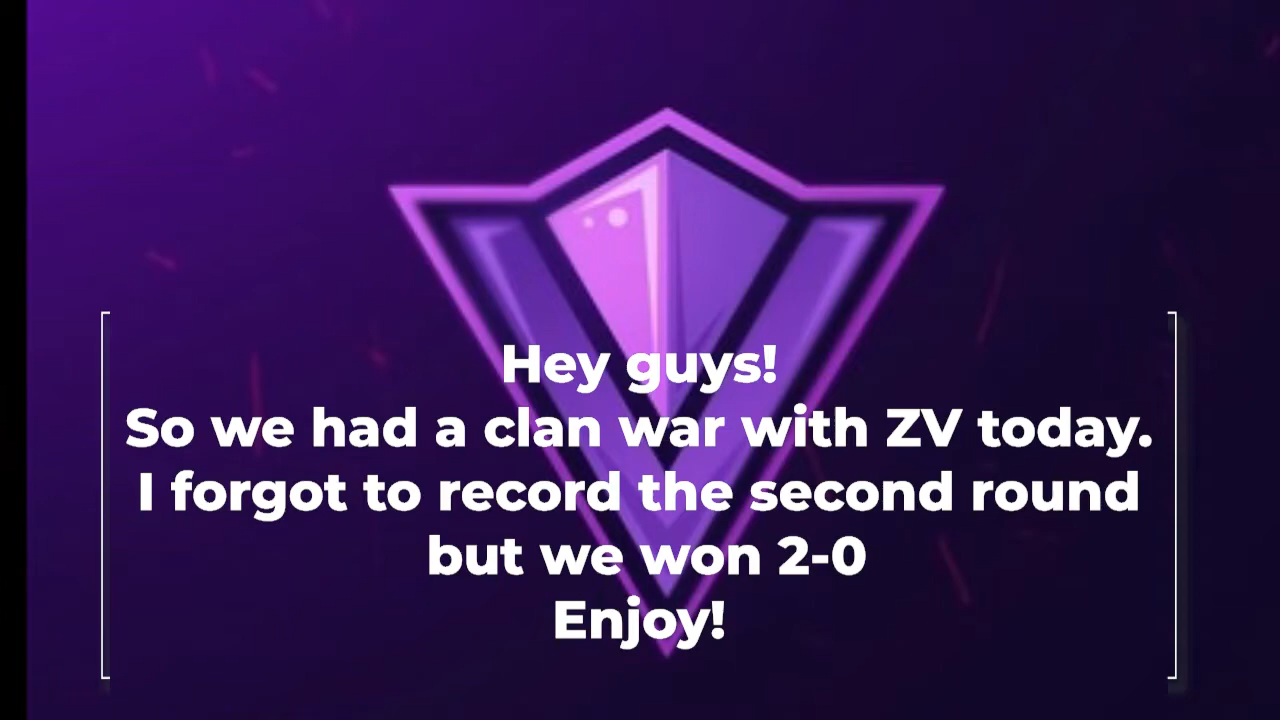 Hey guys!
So we had a clan war with ZV today.
I forgot to record the second round
but we won 2-0
Enjoy!